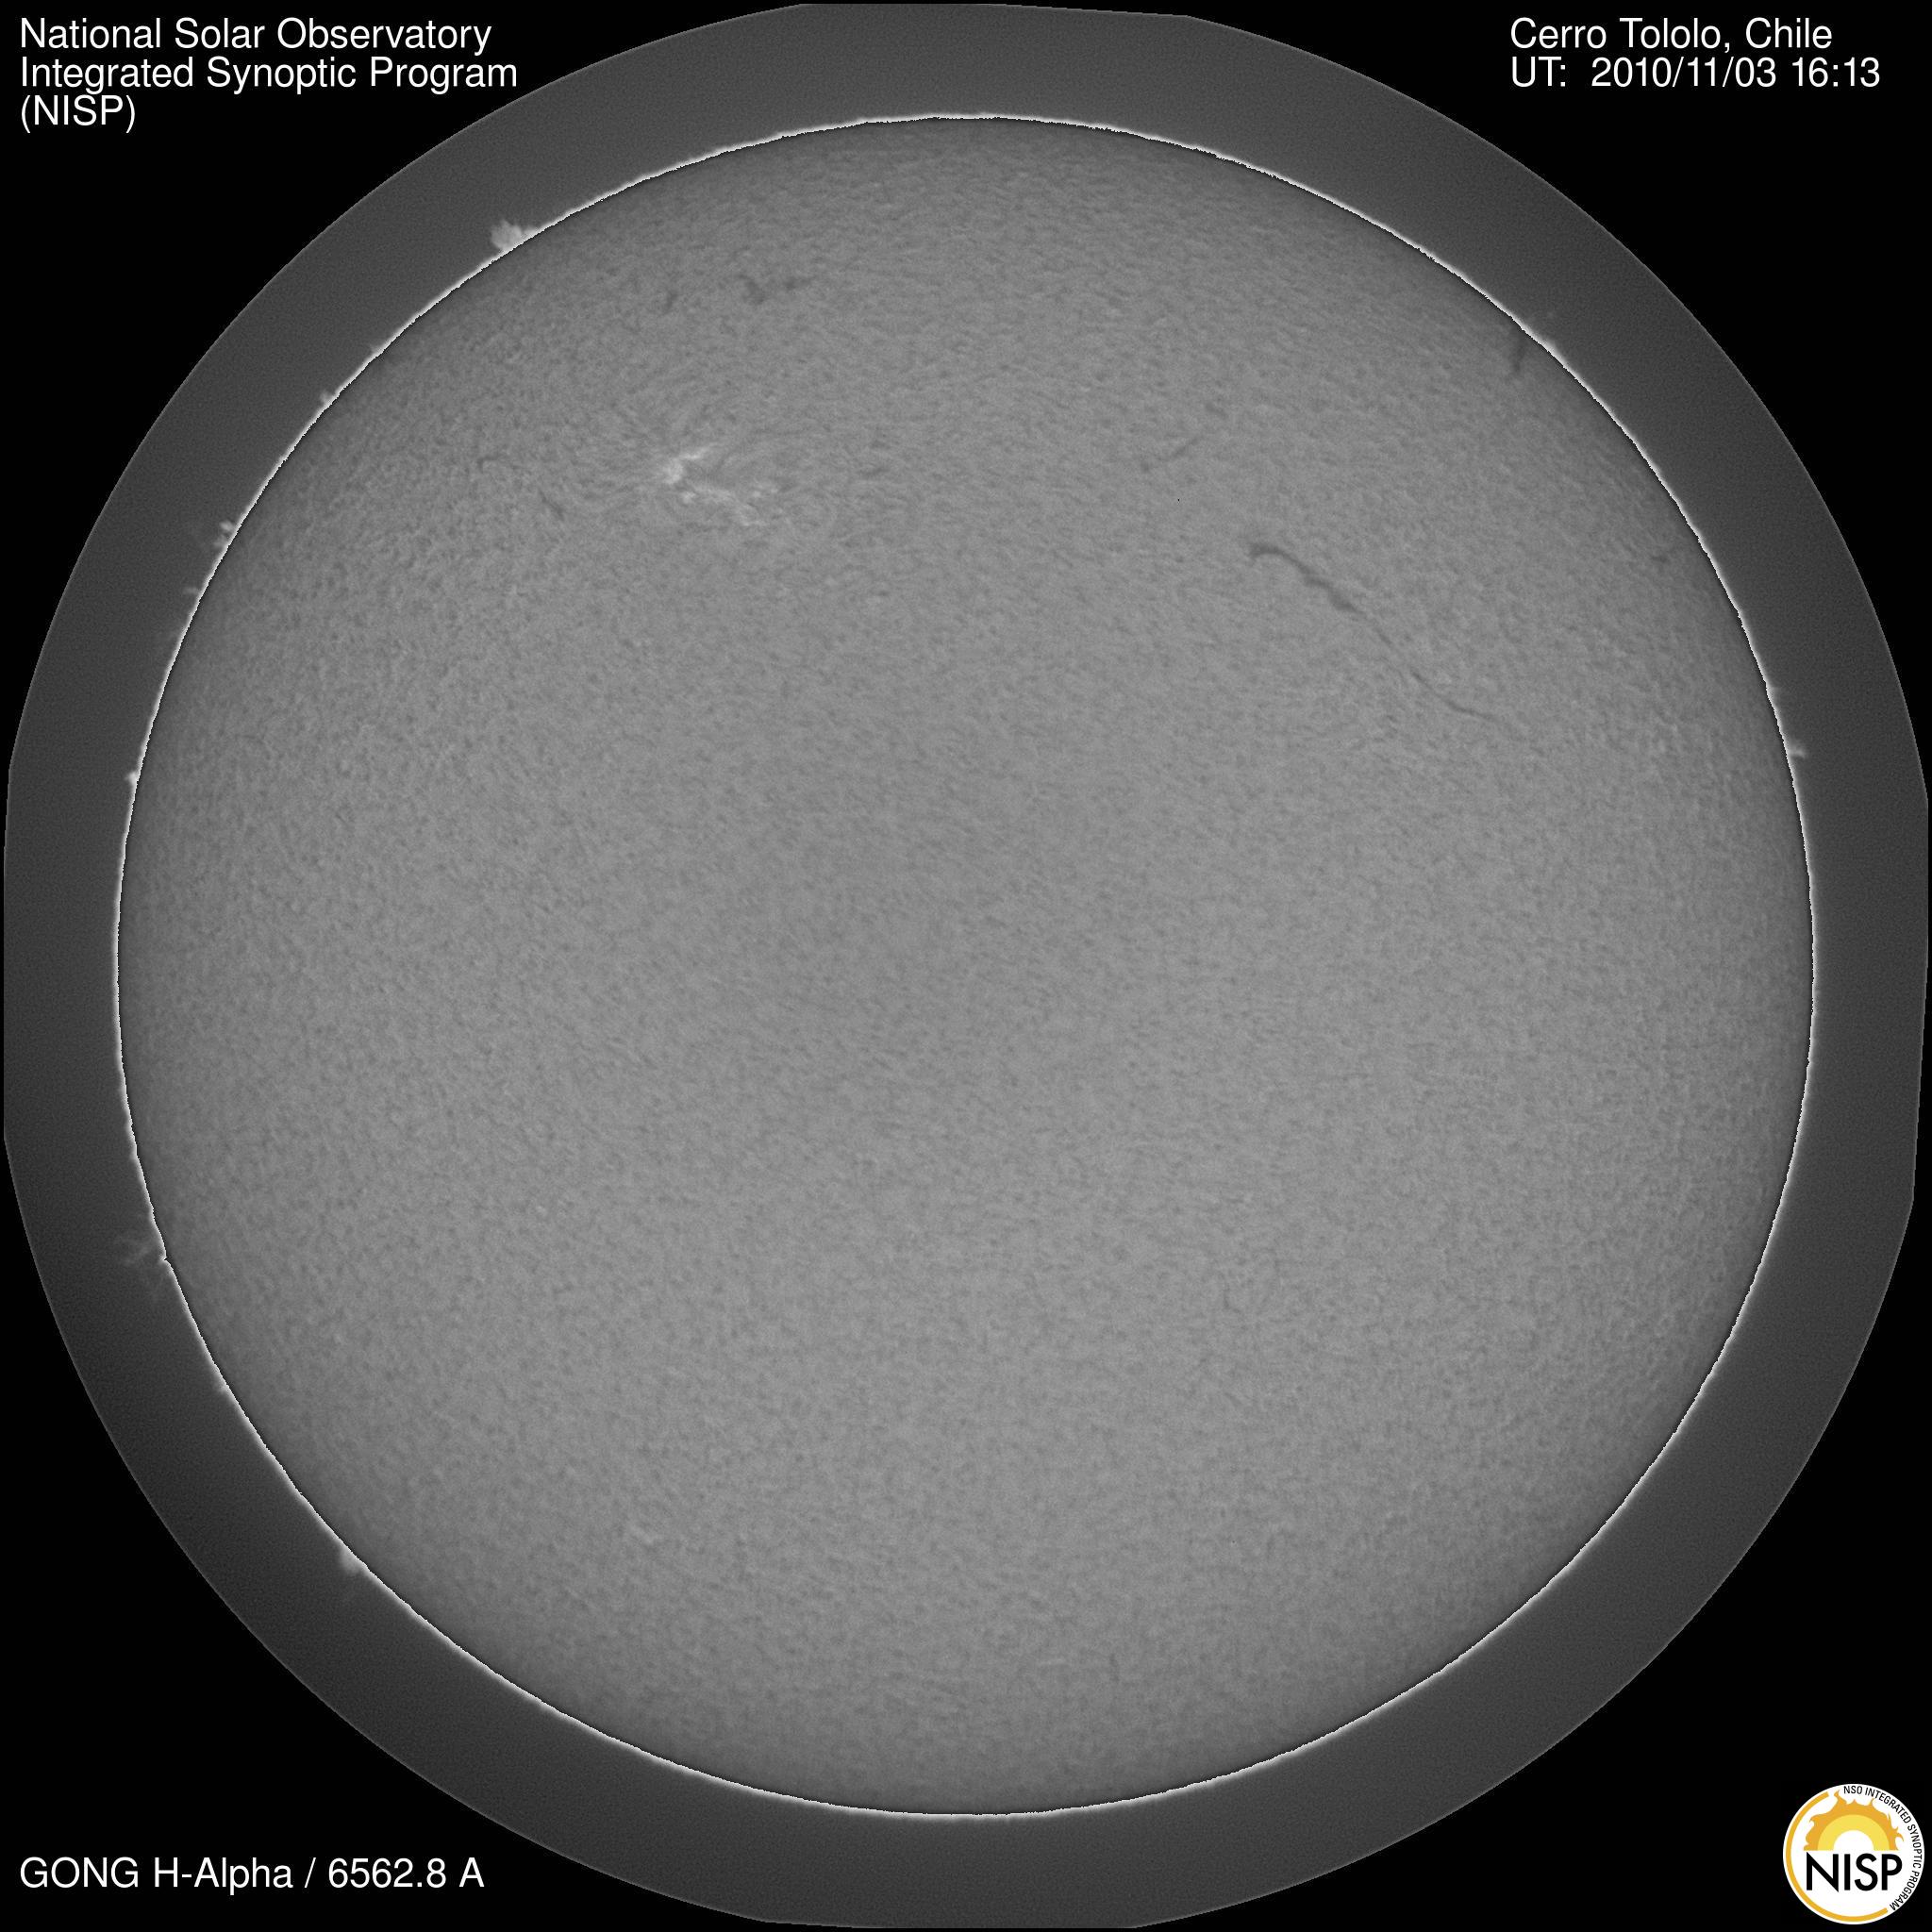 National Solar Observatory
Integrated Synoptic Program
(NISP)
Cerro Tololo, Chile
UT:  2010/11/03 16:13
GONG H-Alpha / 6562.8 A
NSO INTEGRATED SYNOPTIC PROGRAM
NISP